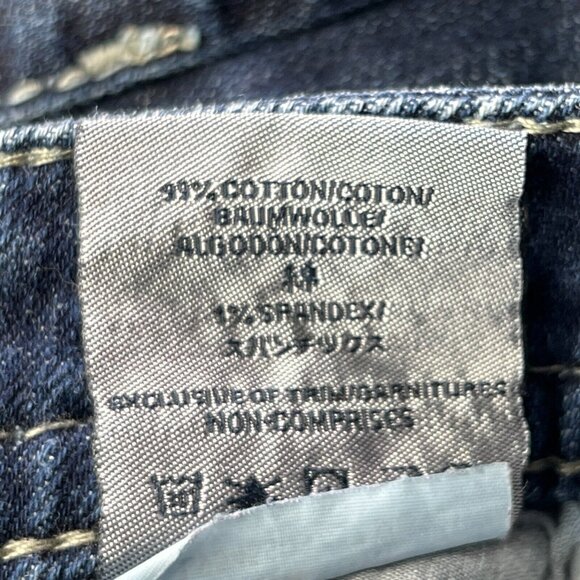 99% COTTON/COTON/
BAUMWOLLE/
ALGODON/COTONE/
綿
1% SPANDEX/
スパンデックス
EXCLUSIVE OF TRIM/GARNITURES
NON-COMPRISES